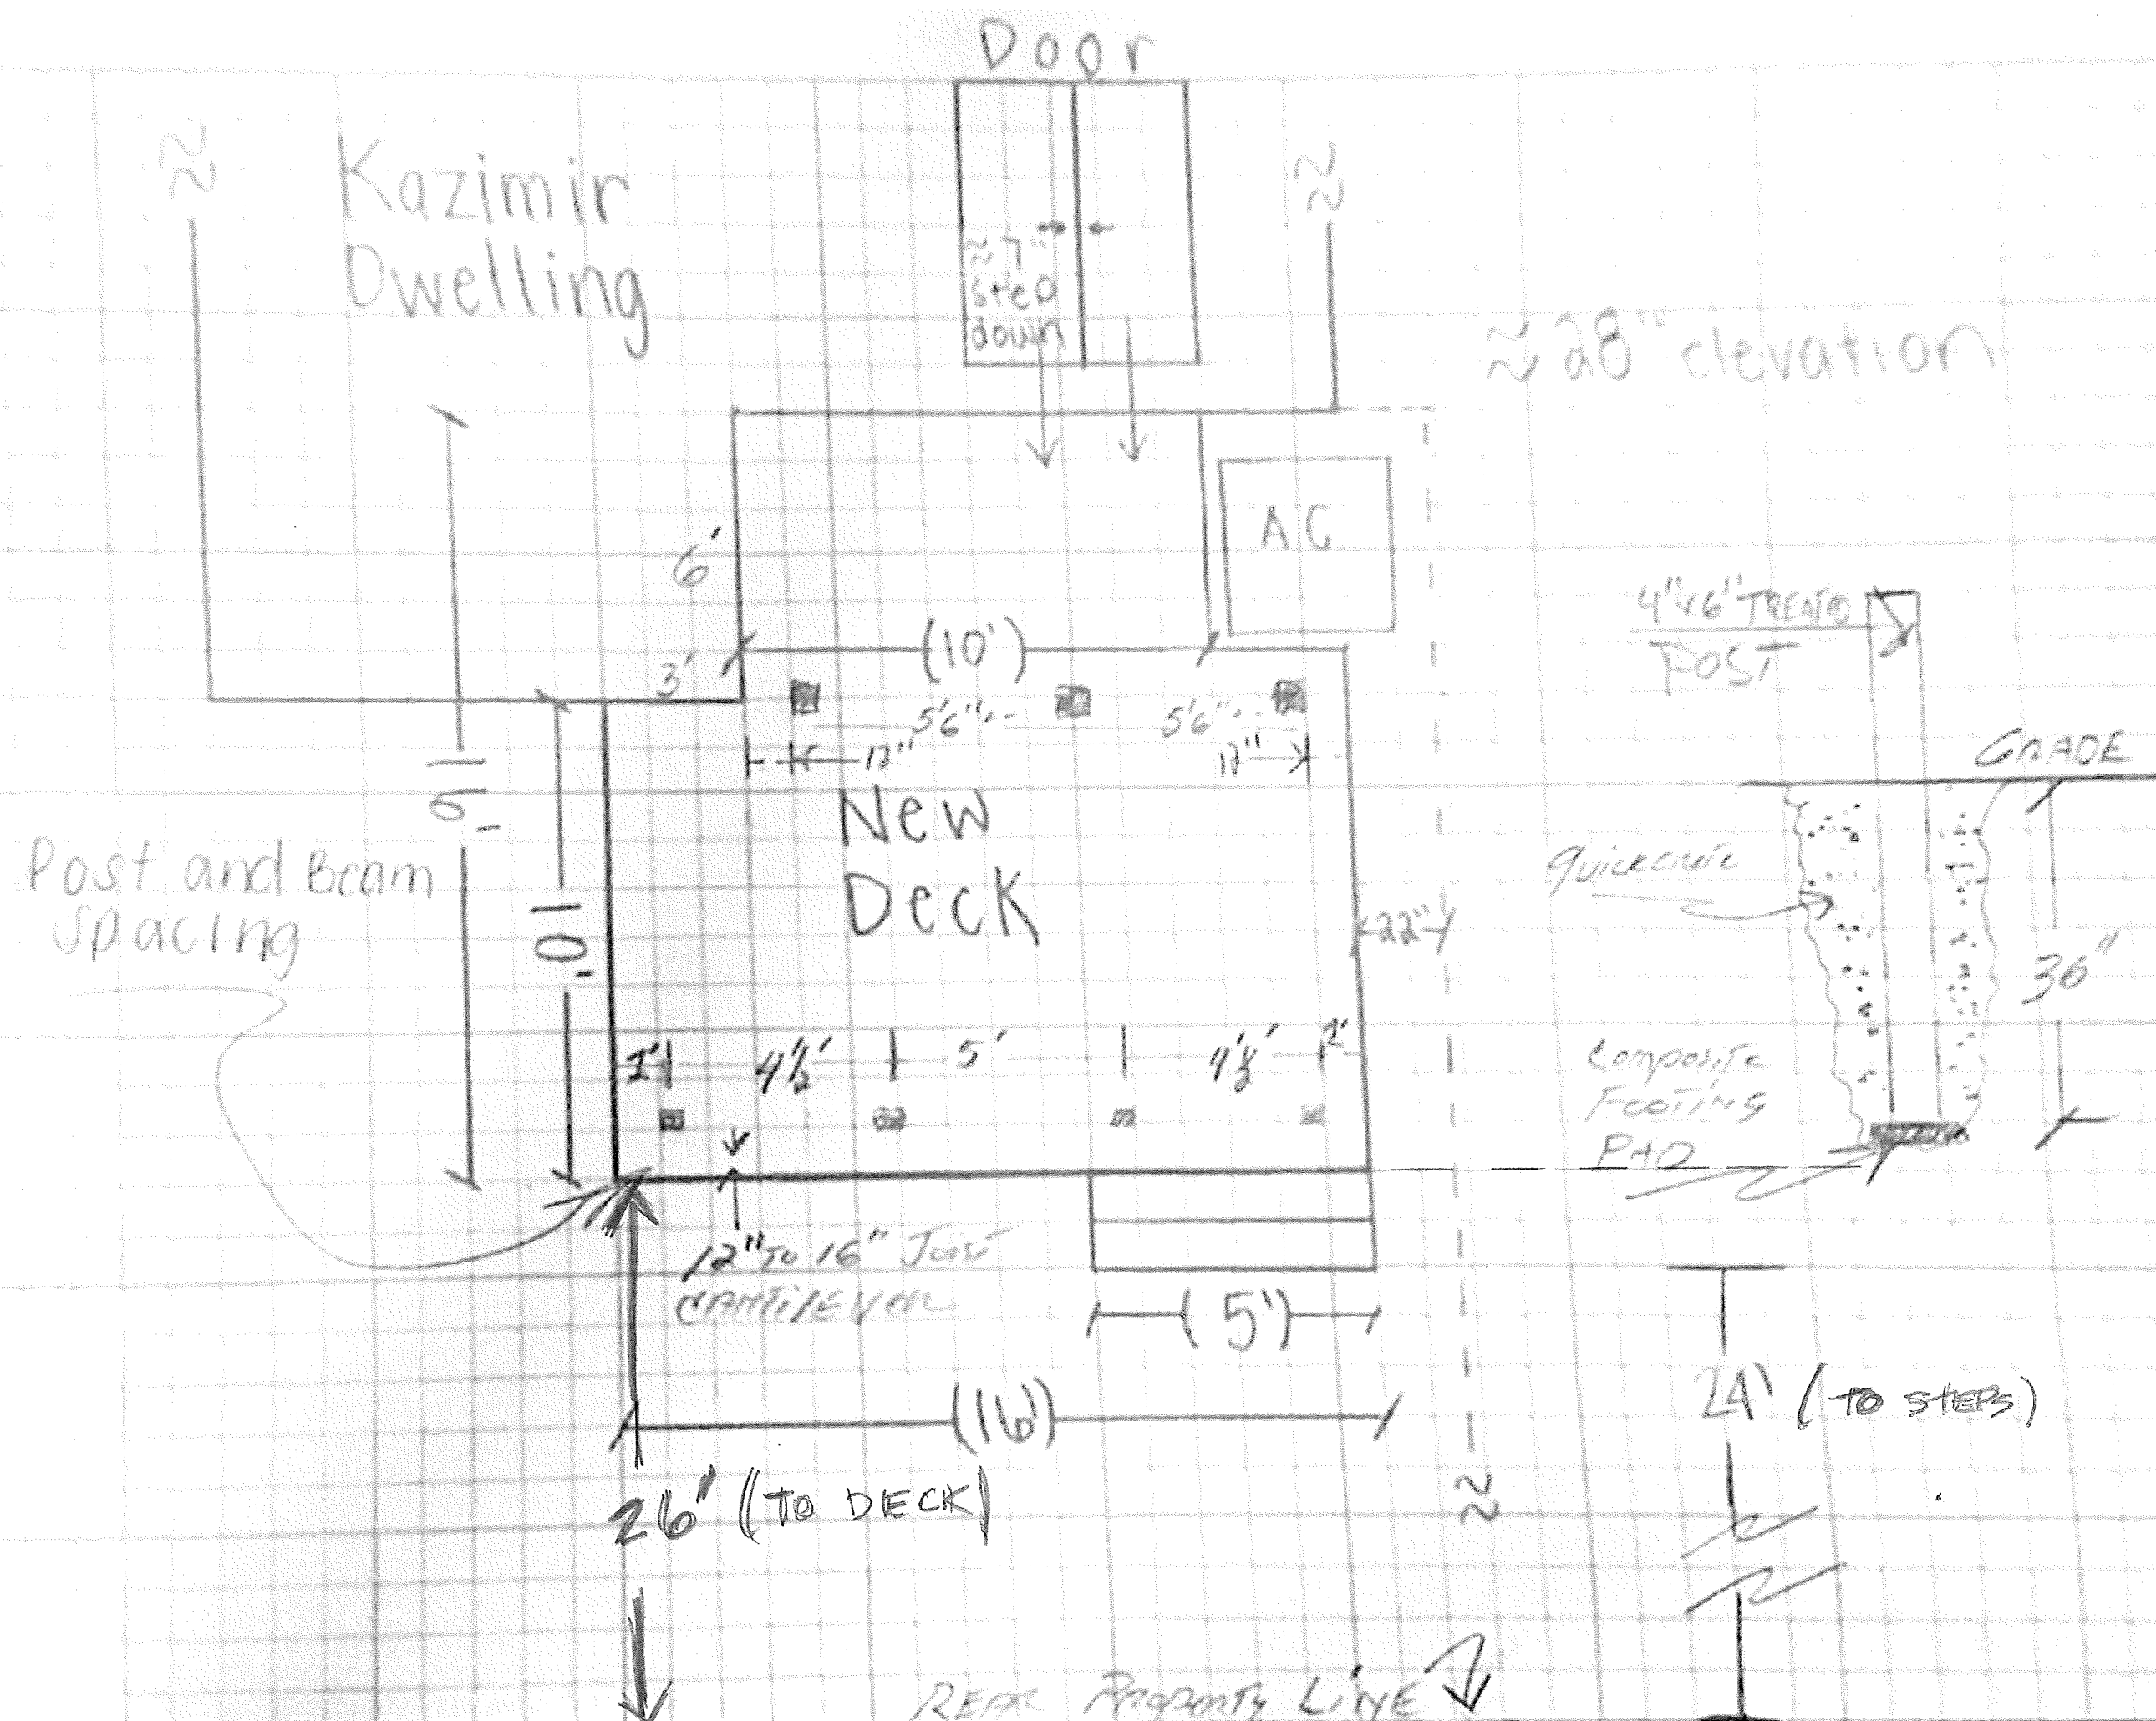 Door
Kazimir
Dwelling
≈ 7"
step
down
≈ 28" elevation
AC
6'
3'
(10')
4"x6" TREATED
POST
5'6"
5'6"
12"
12"
GRADE
16'
10'
New
Deck
Post and Beam
Spacing
Quickcrete
22"
36"
1'
4½'
5'
4½'
1'
Composite
Footing
PAD
12" To 16" Joist
CANTILEVER
(5')
(16')
24' (TO STEPS)
26' (TO DECK)
REAR Property LINE